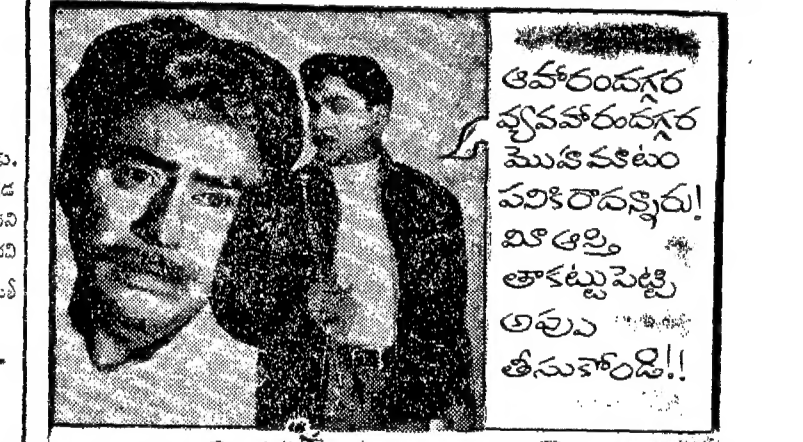 ఆహారందగ్గర
వ్యవహారందగ్గర
మొహమాటం
పనికిరాదన్నారు!
మీ ఆస్తి
తాకట్టుపెట్టి
అప్పు
తీసుకోండి!!